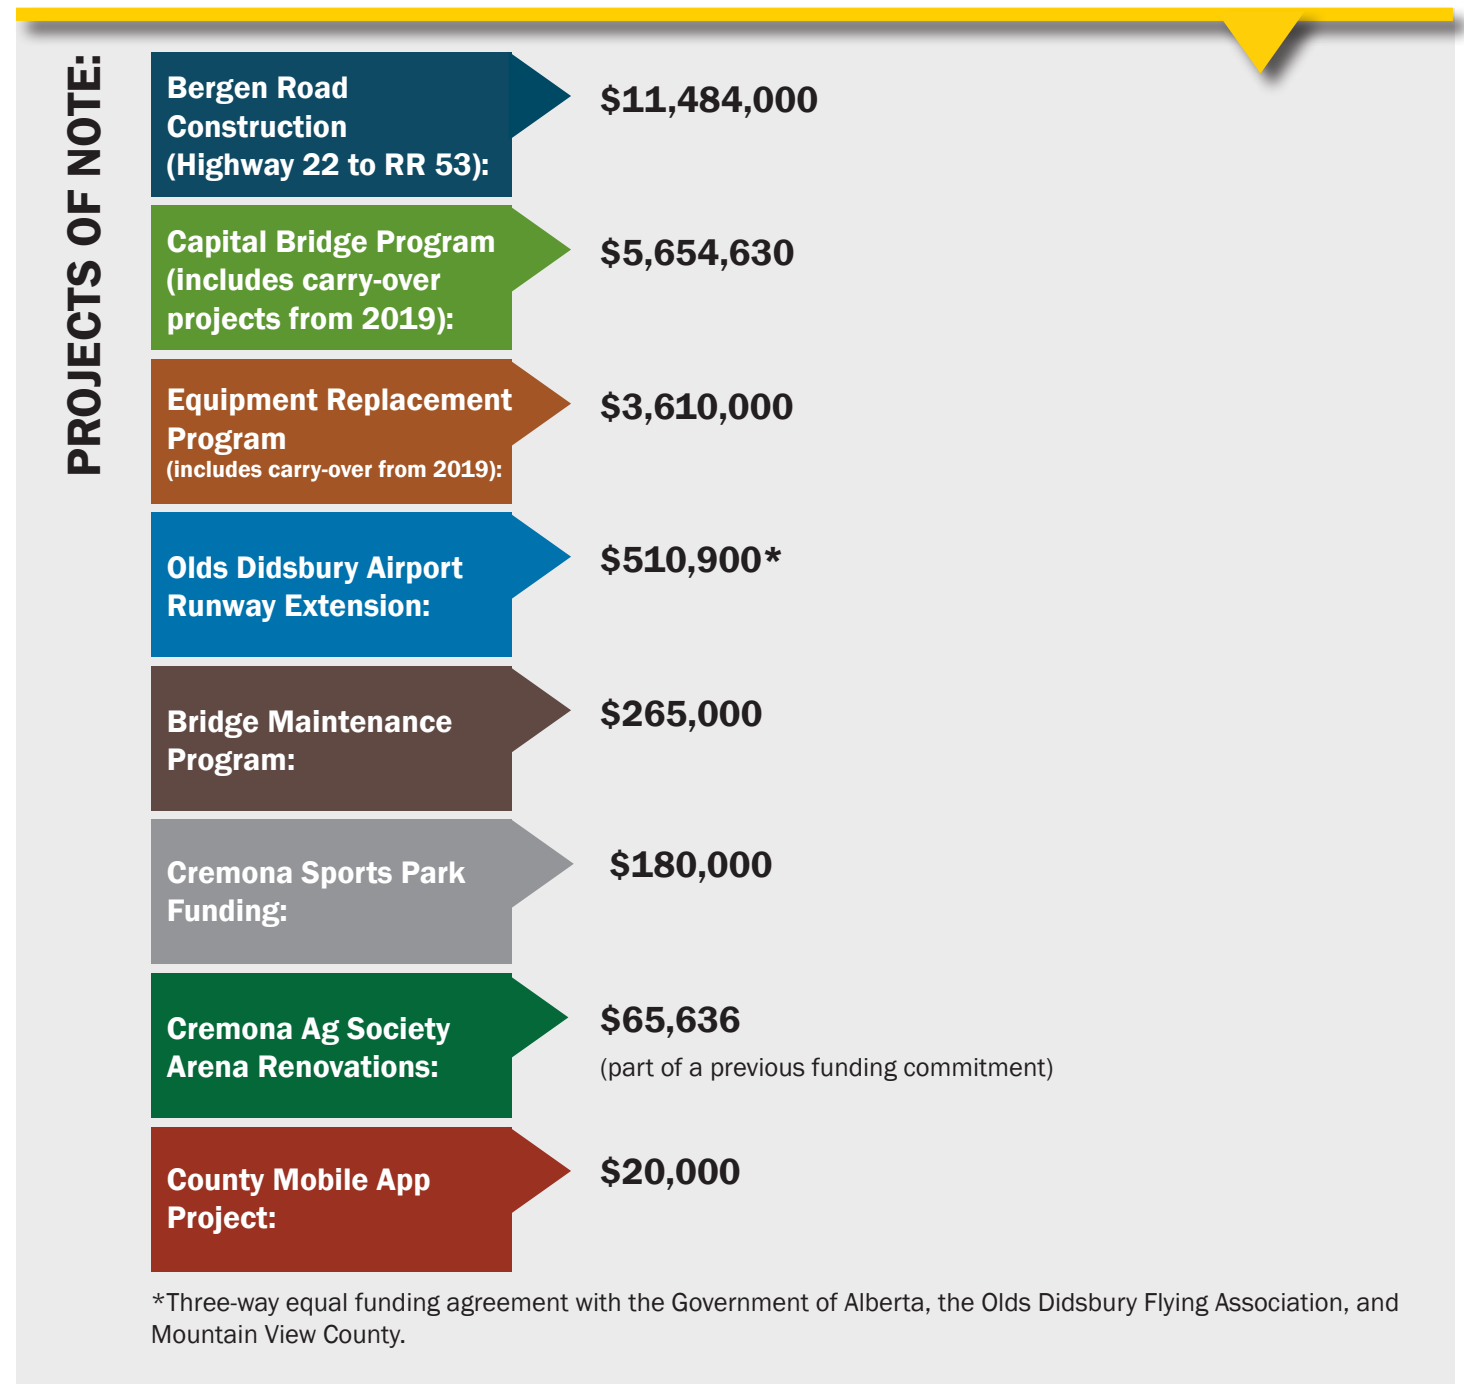 PROJECTS OF NOTE:
Bergen Road
Construction
(Highway 22 to RR 53):
$11,484,000
Capital Bridge Program
(includes carry-over
projects from 2019):
$5,654,630
Equipment Replacement
Program
(includes carry-over from 2019):
$3,610,000
Olds Didsbury Airport
Runway Extension:
$510,900*
Bridge Maintenance
Program:
$265,000
Cremona Sports Park
Funding:
$180,000
Cremona Ag Society
Arena Renovations:
$65,636
(part of a previous funding commitment)
County Mobile App
Project:
$20,000
*Three-way equal funding agreement with the Government of Alberta, the Olds Didsbury Flying Association, and
Mountain View County.